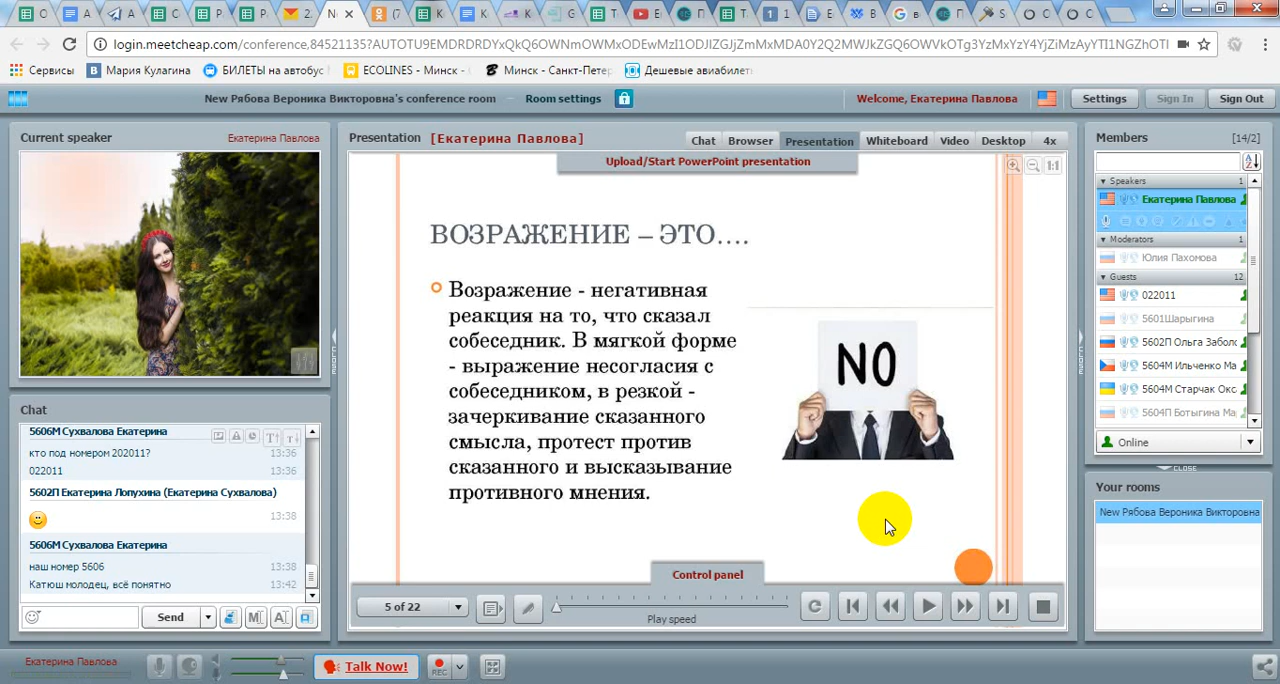 login.meetcheap.com/conference,84521135?
Сервисы
Мария Кулагина
БИЛЕТЫ на автобус
ECOLINES - Минск -
Минск - Санкт-Петер
Дешевые авиабилет
New Рябова Вероника Викторовна's conference room
Room settings
Welcome, Екатерина Павлова
Settings
Sign In
Sign Out
Current speaker
Екатерина Павлова
Chat
5606М Сухвалова Екатерина
кто под номером 202011?
13:36
022011
13:36
5602П Екатерина Лопухина (Екатерина Сухвалова)
13:38
5606М Сухвалова Екатерина
наш номер 5606
13:38
Катюш молодец, всё понятно
13:42
Send
Presentation
[Екатерина Павлова]
Chat
Browser
Presentation
Whiteboard
Video
Desktop
4x
Upload/Start PowerPoint presentation
1:1
ВОЗРАЖЕНИЕ – ЭТО….
Возражение - негативная
реакция на то, что сказал
собеседник. В мягкой форме
- выражение несогласия с
собеседником, в резкой -
зачеркивание сказанного
смысла, протест против
сказанного и высказывание
противного мнения.
NO
Control panel
5 of 22
Play speed
Members
[14/2]
Speakers 1
Екатерина Павлова
Moderators 1
Юлия Пахомова
Guests 12
022011
5601Шарыгина
5602П Ольга Забол
5604М Ильченко Ма
5604М Старчак Окс
5604П Ботыгина Ма
Online
CLOSE
Your rooms
New Рябова Вероника Викторовна
Екатерина Павлова
Talk Now!
REC